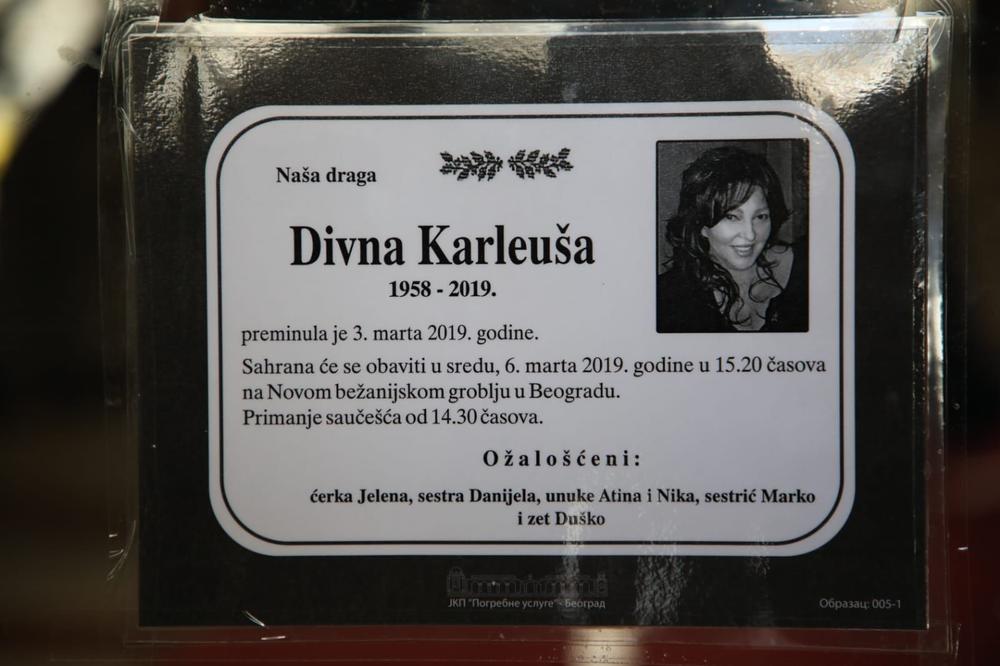 Naša draga
Divna Karleuša
1958 - 2019.
preminula je 3. marta 2019. godine.
Sahrana će se obaviti u sredu, 6. marta 2019. godine u 15.20 časova
na Novom bežanijskom groblju u Beogradu.
Primanje saučešća od 14.30 časova.
Ožalošćeni:
ćerka Jelena, sestra Danijela, unuke Atina i Nika, sestrić Marko
i zet Duško
ЈКП "Погребне услуге" - Београд
Образац: 005-1